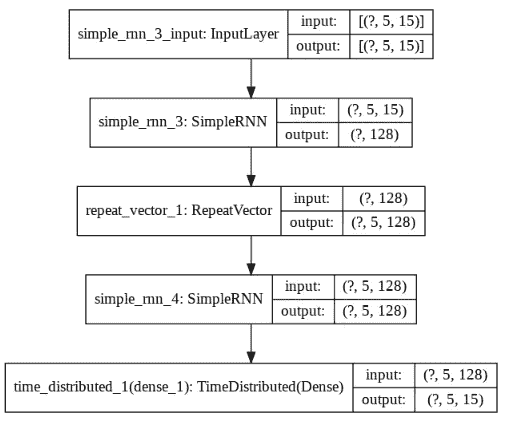 simple_rnn_3_input: InputLayer
input: [(?, 5, 15)]
output: [(?, 5, 15)]
simple_rnn_3: SimpleRNN
input: (?, 5, 15)
output: (?, 128)
repeat_vector_1: RepeatVector
input: (?, 128)
output: (?, 5, 128)
simple_rnn_4: SimpleRNN
input: (?, 5, 128)
output: (?, 5, 128)
time_distributed_1(dense_1): TimeDistributed(Dense)
input: (?, 5, 128)
output: (?, 5, 15)